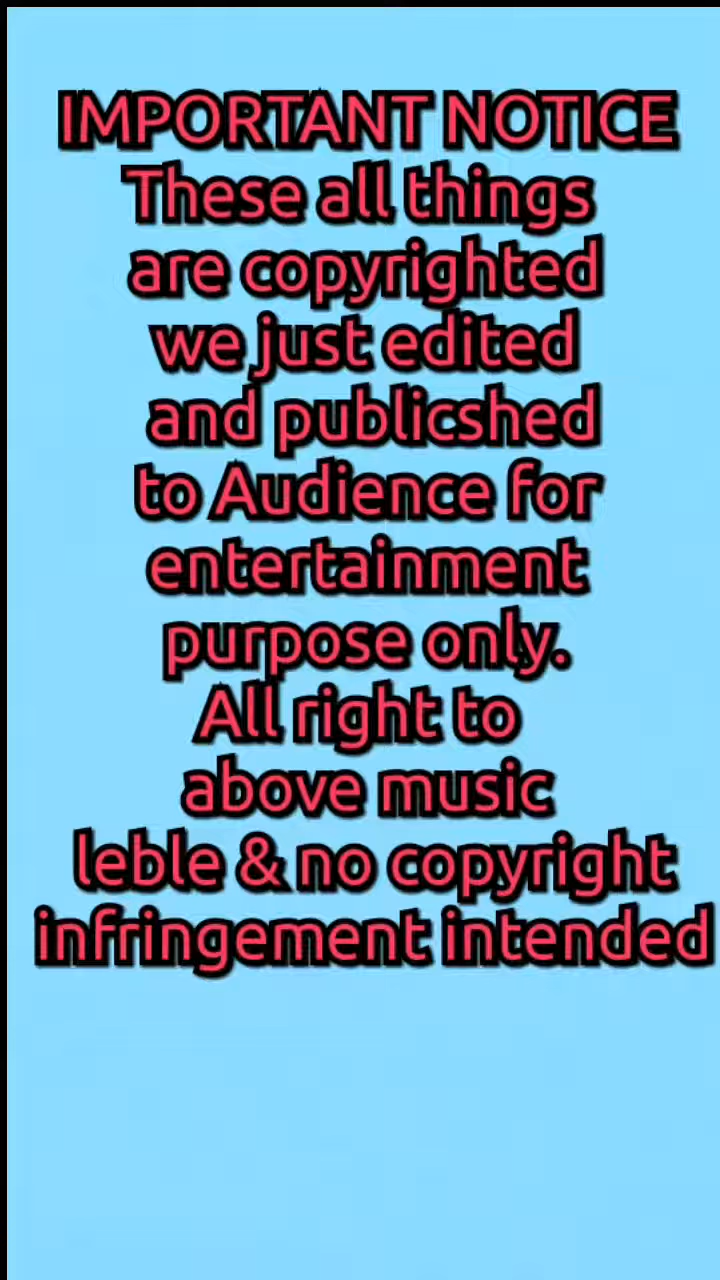 IMPORTANT NOTICE
These all things
are copyrighted
we just edited
and publicshed
to Audience for
entertainment
purpose only.
All right to
above music
leble & no copyright
infringement intended